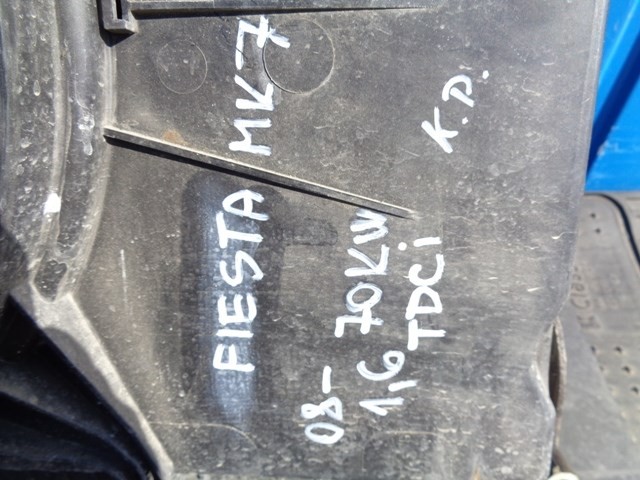 FIESTA MK7
08-
1,6 70KW
TDCi
K.P.